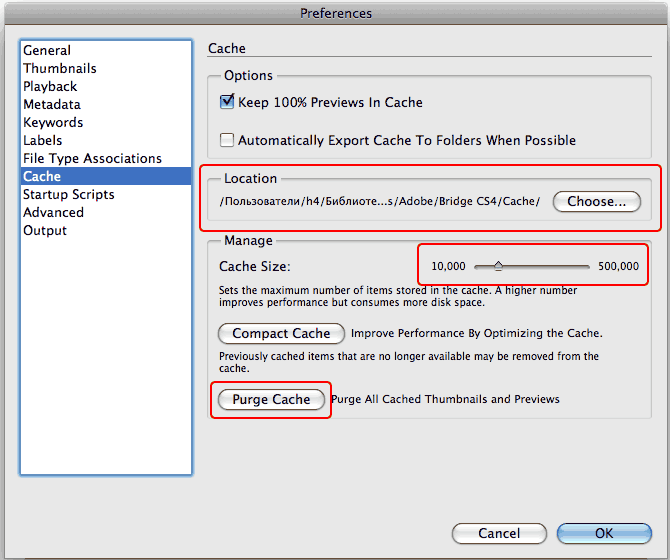 Preferences
General
Thumbnails
Playback
Metadata
Keywords
Labels
File Type Associations
Cache
Startup Scripts
Advanced
Output
Cache
Options
Keep 100% Previews In Cache
Automatically Export Cache To Folders When Possible
Location
/Пользователи/h4/Библиоте...s/Adobe/Bridge CS4/Cache/
Choose...
Manage
Cache Size:
10,000
500,000
Sets the maximum number of items stored in the cache. A higher number
improves performance but consumes more disk space.
Compact Cache
Improve Performance By Optimizing the Cache.
Previously cached items that are no longer available may be removed from the
cache.
Purge Cache
Purge All Cached Thumbnails and Previews
Cancel
OK